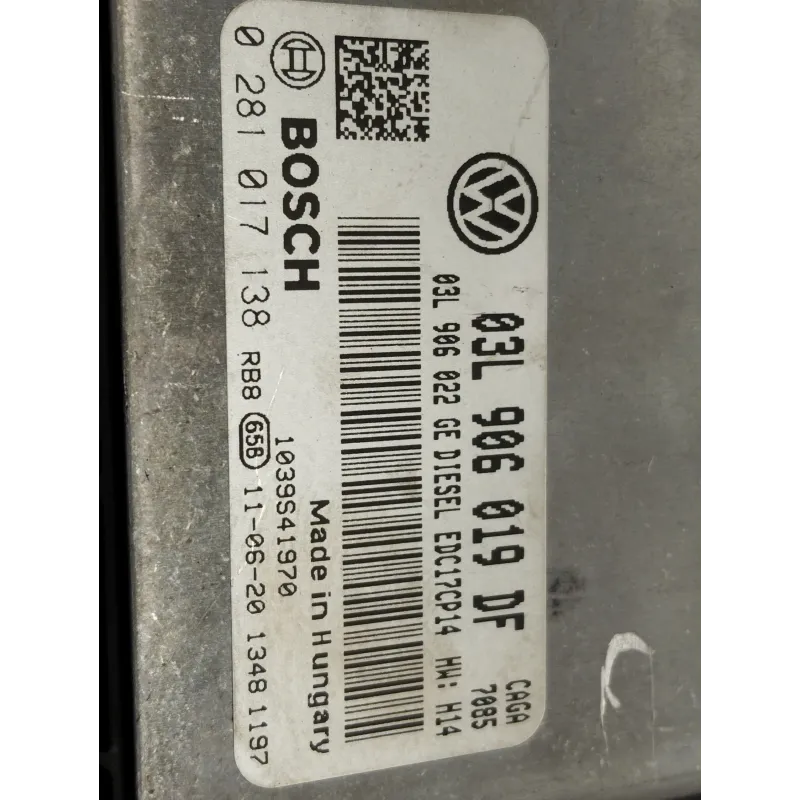 03L 906 019 DF
CAGA
7085
03L 906 022 GE DIESEL EDC17CP14 HW: H14
BOSCH
Made in Hungary
1039S41970
0 281 017 138 RB8 65B 11-06-20 1348 1197